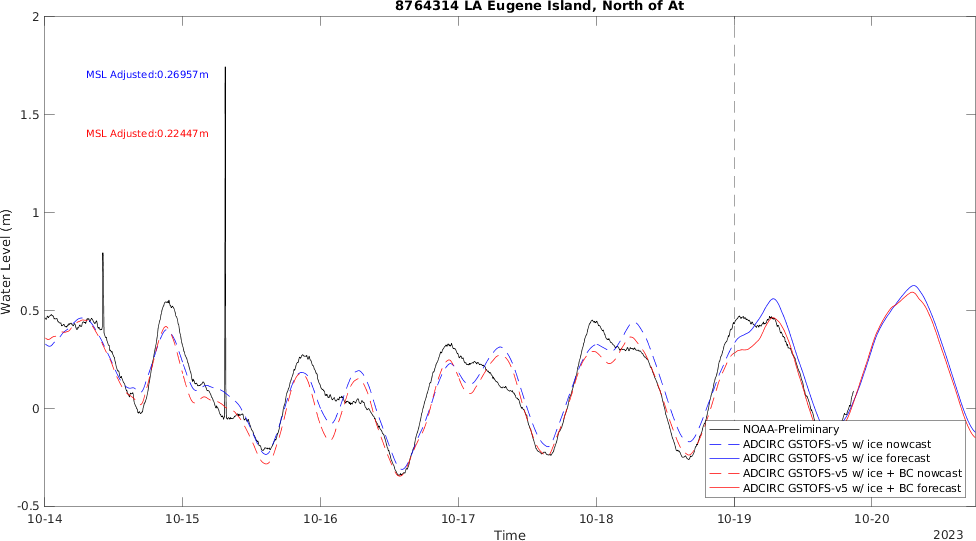 8764314 LA Eugene Island, North of At
2
1.5
1
0.5
0
-0.5
Water Level (m)
MSL Adjusted:0.26957m
MSL Adjusted:0.22447m
NOAA-Preliminary
ADCIRC GSTOFS-v5 w/ ice nowcast
ADCIRC GSTOFS-v5 w/ ice forecast
ADCIRC GSTOFS-v5 w/ ice + BC nowcast
ADCIRC GSTOFS-v5 w/ ice + BC forecast
10-14 10-15 10-16 10-17 10-18 10-19 10-20
Time
2023